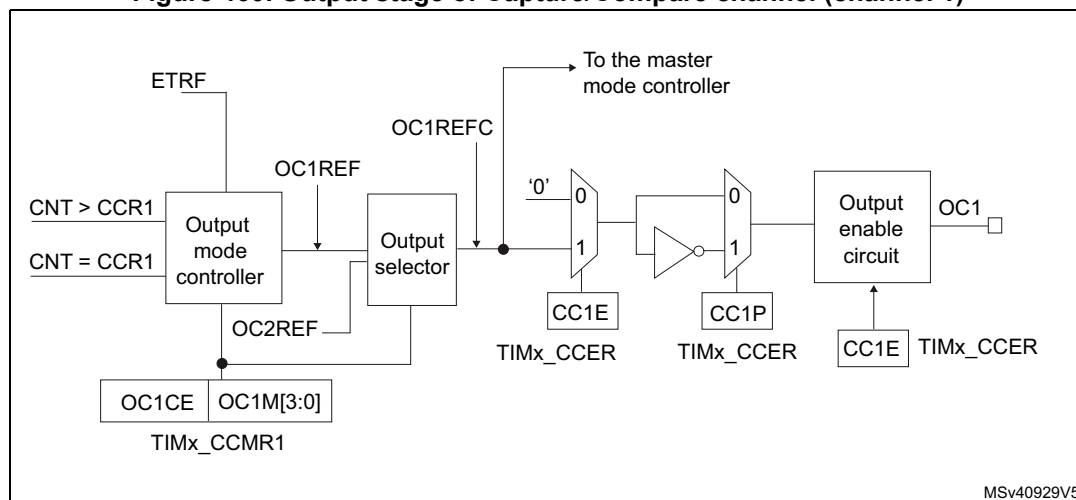 Output stage of Capture/Compare channel (channel 1)
To the master
mode controller
ETRF
OC1REFC
OC1REF
'0'
0
0
CNT > CCR1
Output
mode
controller
Output
selector
Output
enable
circuit
OC1
1
1
CNT = CCR1
OC2REF
CC1E
CC1P
TIMx_CCER
TIMx_CCER
CC1E
TIMx_CCER
OC1CE
OC1M[3:0]
TIMx_CCMR1
MSv40929V5